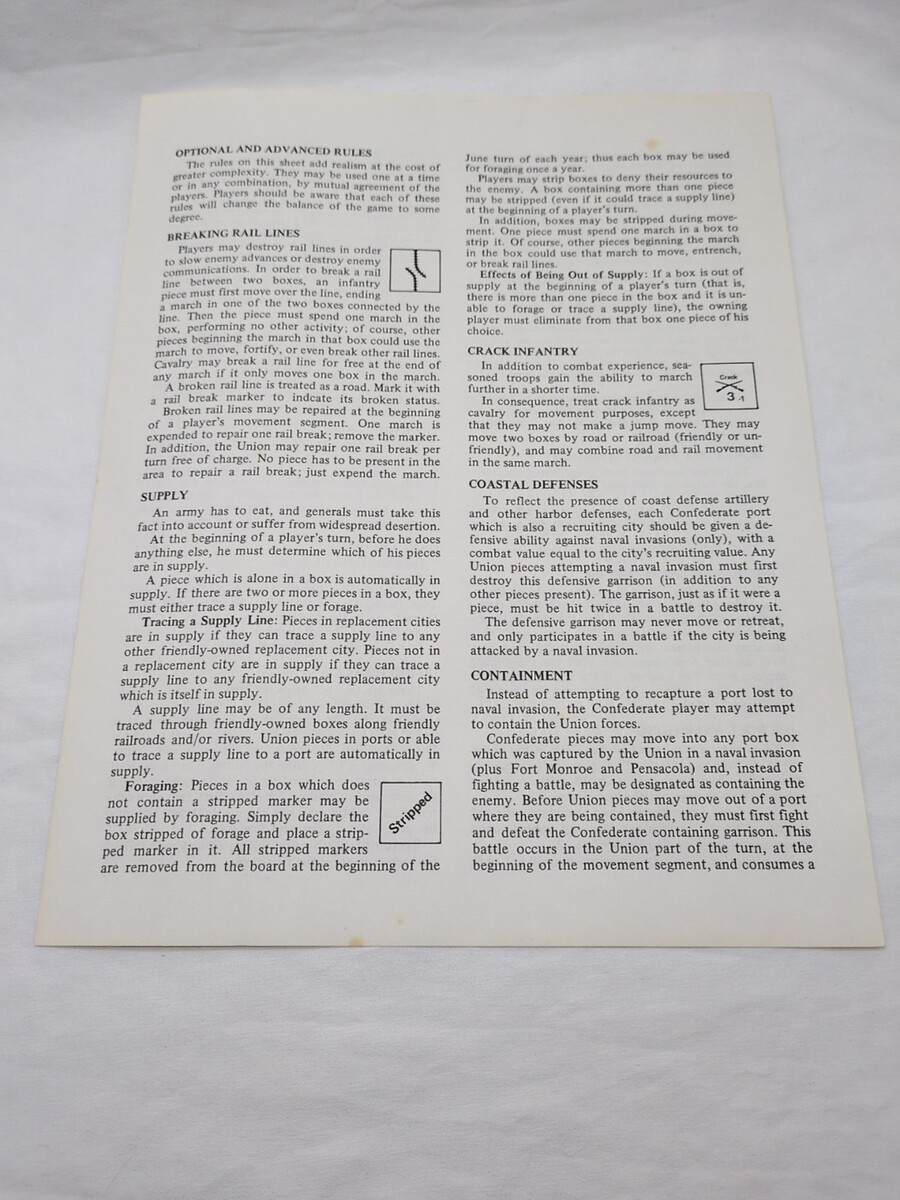 OPTIONAL AND ADVANCED RULES
The rules on this sheet add realism at the cost of
greater complexity. They may be used one at a time
or in any combination, by mutual agreement of the
players. Players should be aware that each of these
rules will change the balance of the game to some
degree.
BREAKING RAIL LINES
Players may destroy rail lines in order
to slow enemy advances or destroy enemy
communications. In order to break a rail
line between two boxes, an infantry
piece must first move over the line, ending
a march in one of the two boxes connected by the
line. Then the piece must spend one march in the
box, performing no other activity; of course, other
pieces beginning the march in that box could use the
march to move, fortify, or even break other rail lines.
Cavalry may break a rail line for free at the end of
any march if it only moves one box in the march.
A broken rail line is treated as a road. Mark it with
a rail break marker to indcate its broken status.
Broken rail lines may be repaired at the beginning
of a player's movement segment. One march is
expended to repair one rail break; remove the marker.
In addition, the Union may repair one rail break per
turn free of charge. No piece has to be present in the
area to repair a rail break; just expend the march.
SUPPLY
An army has to eat, and generals must take this
fact into account or suffer from widespread desertion.
At the beginning of a player's turn, before he does
anything else, he must determine which of his pieces
are in supply.
A piece which is alone in a box is automatically in
supply. If there are two or more pieces in a box, they
must either trace a supply line or forage.
Tracing a Supply Line: Pieces in replacement cities
are in supply if they can trace a supply line to any
other friendly-owned replacement city. Pieces not in
a replacement city are in supply if they can trace a
supply line to any friendly-owned replacement city
which is itself in supply.
A supply line may be of any length. It must be
traced through friendly-owned boxes along friendly
railroads and/or rivers. Union pieces in ports or able
to trace a supply line to a port are automatically in
supply.
Foraging: Pieces in a box which does
not contain a stripped marker may be
supplied by foraging. Simply declare the
box stripped of forage and place a strip-
ped marker in it. All stripped markers
are removed from the board at the beginning of the
Stripped
June turn of each year; thus each box may be used
for foraging once a year.
Players may strip boxes to deny their resources to
the enemy. A box containing more than one piece
may be stripped (even if it could trace a supply line)
at the beginning of a player's turn.
In addition, boxes may be stripped during move-
ment. One piece must spend one march in a box to
strip it. Of course, other pieces beginning the march
in the box could use that march to move, entrench,
or break rail lines.
Effects of Being Out of Supply: If a box is out of
supply at the beginning of a player's turn (that is,
there is more than one piece in the box and it is un-
able to forage or trace a supply line), the owning
player must eliminate from that box one piece of his
choice.
CRACK INFANTRY
In addition to combat experience, sea-
soned troops gain the ability to march
further in a shorter time.
In consequence, treat crack infantry as
cavalry for movement purposes, except
that they may not make a jump move. They may
move two boxes by road or railroad (friendly or un-
friendly), and may combine road and rail movement
in the same march.
Crack
3-1
COASTAL DEFENSES
To reflect the presence of coast defense artillery
and other harbor defenses, each Confederate port
which is also a recruiting city should be given a de-
fensive ability against naval invasions (only), with a
combat value equal to the city's recruiting value. Any
Union pieces attempting a naval invasion must first
destroy this defensive garrison (in addition to any
other pieces present). The garrison, just as if it were a
piece, must be hit twice in a battle to destroy it.
The defensive garrison may never move or retreat,
and only participates in a battle if the city is being
attacked by a naval invasion.
CONTAINMENT
Instead of attempting to recapture a port lost to
naval invasion, the Confederate player may attempt
to contain the Union forces.
Confederate pieces may move into any port box
which was captured by the Union in a naval invasion
(plus Fort Monroe and Pensacola) and, instead of
fighting a battle, may be designated as containing the
enemy. Before Union pieces may move out of a port
where they are being contained, they must first fight
and defeat the Confederate containing garrison. This
battle occurs in the Union part of the turn, at the
beginning of the movement segment, and consumes a